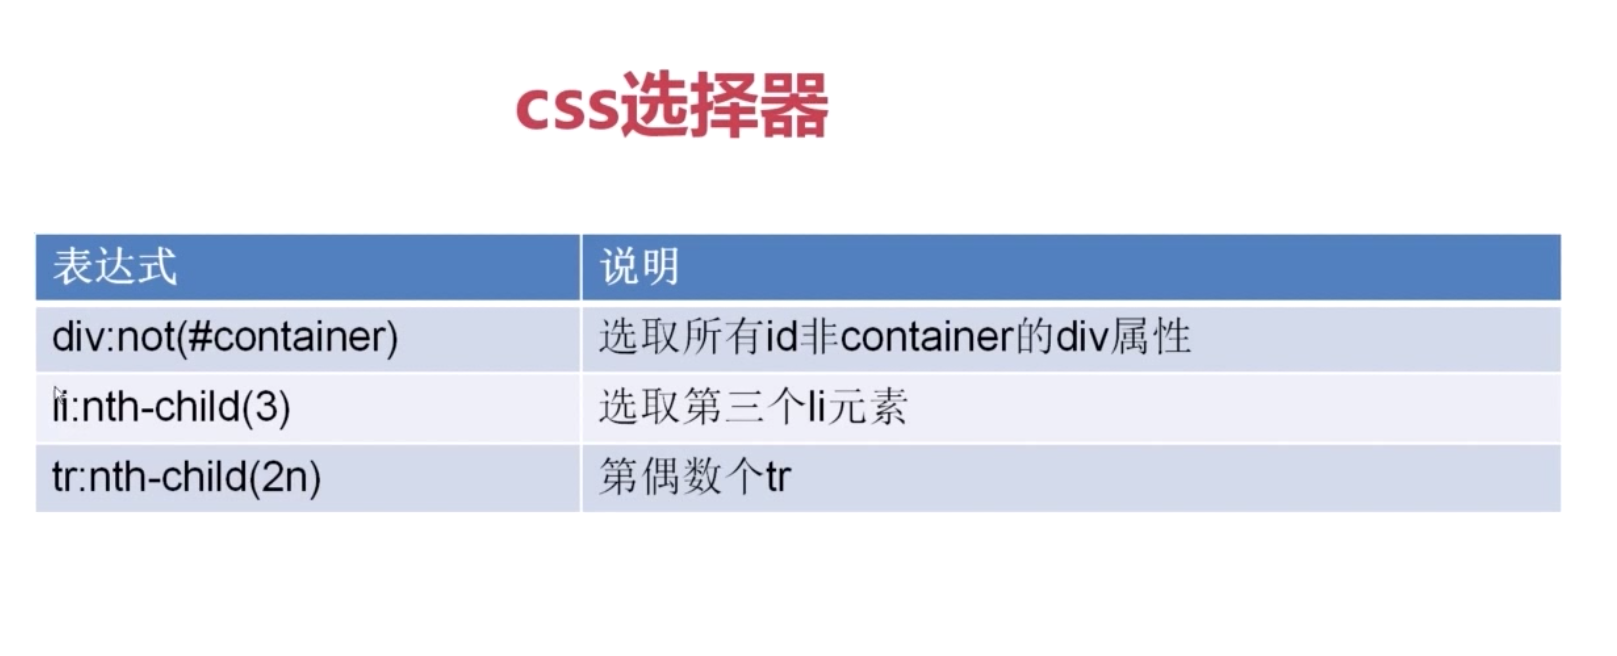 css选择器
表达式 说明
div:not(#container) 选取所有id非container的div属性
li:nth-child(3) 选取第三个li元素
tr:nth-child(2n) 第偶数个tr